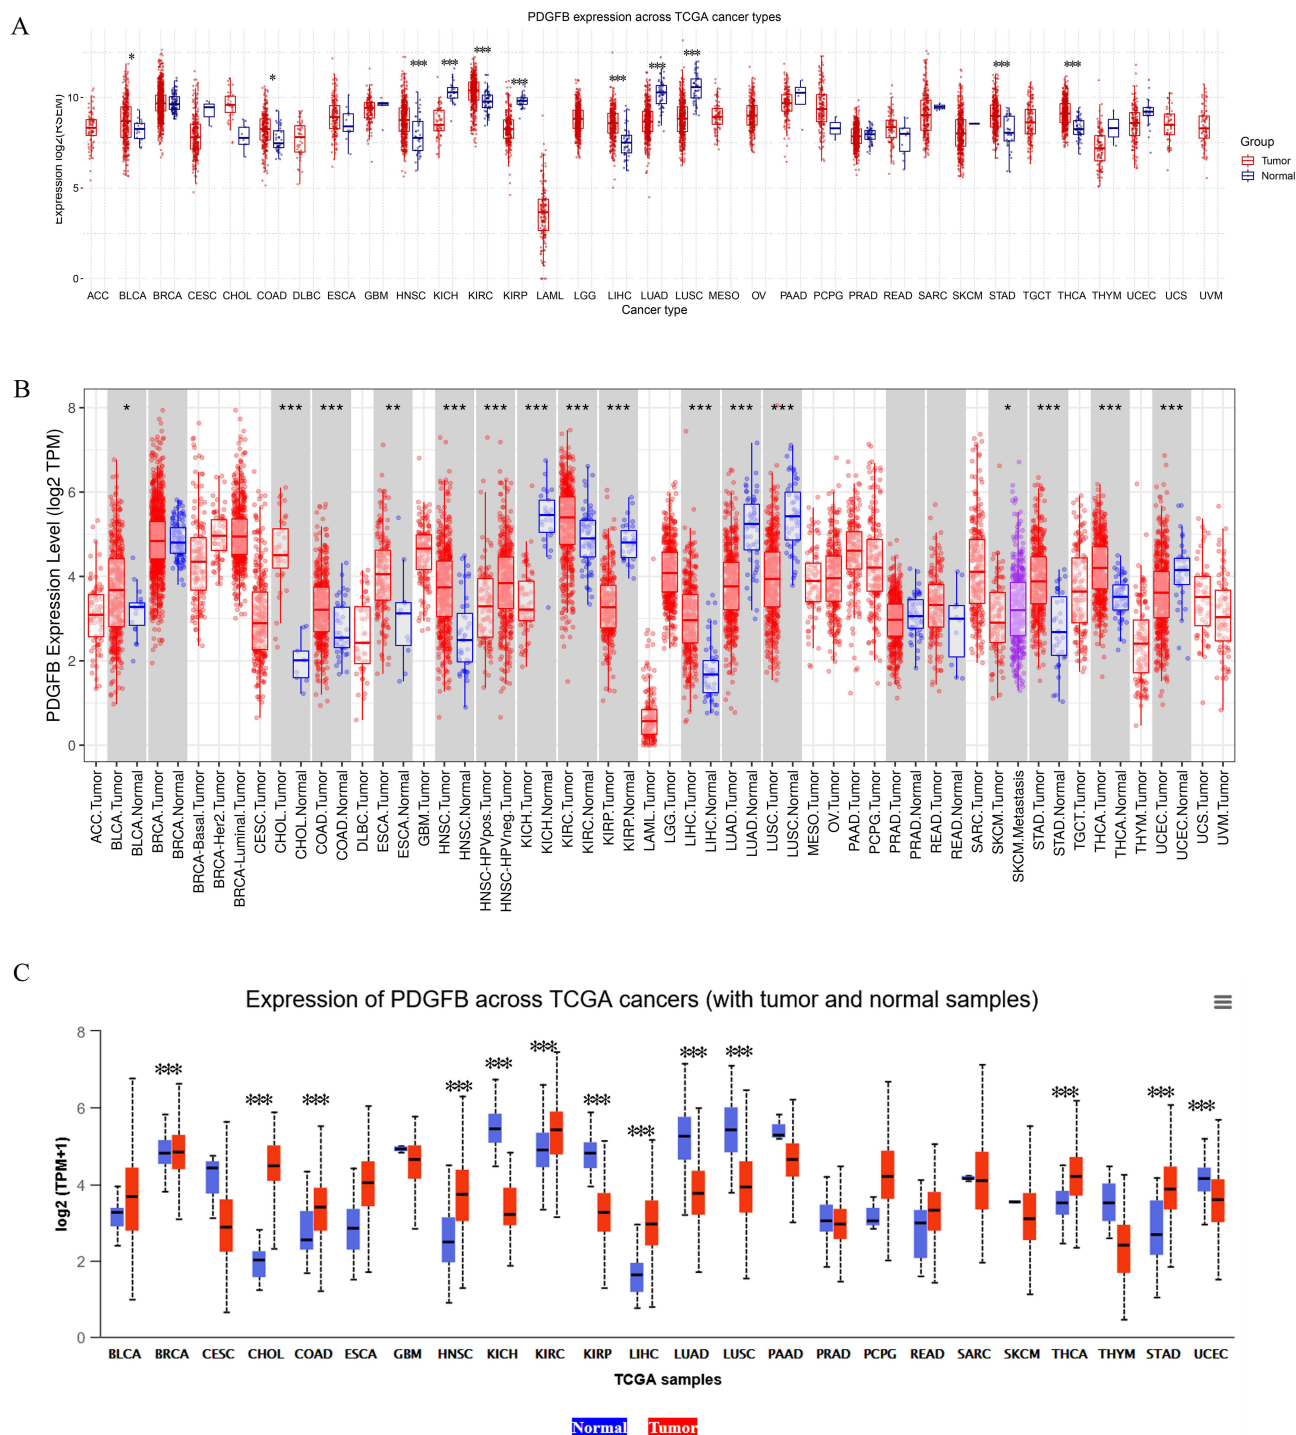 A
PDGFB expression across TCGA cancer types
Expression log2(RSEM)
10
5
0
* * *** *** *** *** *** *** *** *** ***
ACC BLCA BRCA CESC CHOL COAD DLBC ESCA GBM HNSC KICH KIRC KIRP LAML LGG LIHC LUAD LUSC MESO OV PAAD PCPG PRAD READ SARC SKCM STAD TGCT THCA THYM UCEC UCS UVM
Cancer type
Group
Tumor
Normal
B
PDGFB Expression Level (log2 TPM)
8
6
4
2
0
* *** *** ** *** *** *** *** *** *** *** *** * *** *** ***
ACC.Tumor
BLCA.Tumor
BLCA.Normal
BRCA.Tumor
BRCA.Normal
BRCA-Basal.Tumor
BRCA-Her2.Tumor
BRCA-Luminal.Tumor
CESC.Tumor
CHOL.Tumor
CHOL.Normal
COAD.Tumor
COAD.Normal
DLBC.Tumor
ESCA.Tumor
ESCA.Normal
GBM.Tumor
HNSC.Tumor
HNSC.Normal
HNSC-HPVpos.Tumor
HNSC-HPVneg.Tumor
KICH.Tumor
KICH.Normal
KIRC.Tumor
KIRC.Normal
KIRP.Tumor
KIRP.Normal
LAML.Tumor
LGG.Tumor
LIHC.Tumor
LIHC.Normal
LUAD.Tumor
LUAD.Normal
LUSC.Tumor
LUSC.Normal
MESO.Tumor
OV.Tumor
PAAD.Tumor
PCPG.Tumor
PRAD.Tumor
PRAD.Normal
READ.Tumor
READ.Normal
SARC.Tumor
SKCM.Tumor
SKCM.Metastasis
STAD.Tumor
STAD.Normal
TGCT.Tumor
THCA.Tumor
THCA.Normal
THYM.Tumor
UCEC.Tumor
UCEC.Normal
UCS.Tumor
UVM.Tumor
C
Expression of PDGFB across TCGA cancers (with tumor and normal samples)
log2 (TPM+1)
8
6
4
2
0
*** *** *** *** *** *** *** *** *** *** *** *** ***
BLCA BRCA CESC CHOL COAD ESCA GBM HNSC KICH KIRC KIRP LIHC LUAD LUSC PAAD PRAD PCPG READ SARC SKCM THCA THYM STAD UCEC
TCGA samples
Normal Tumor